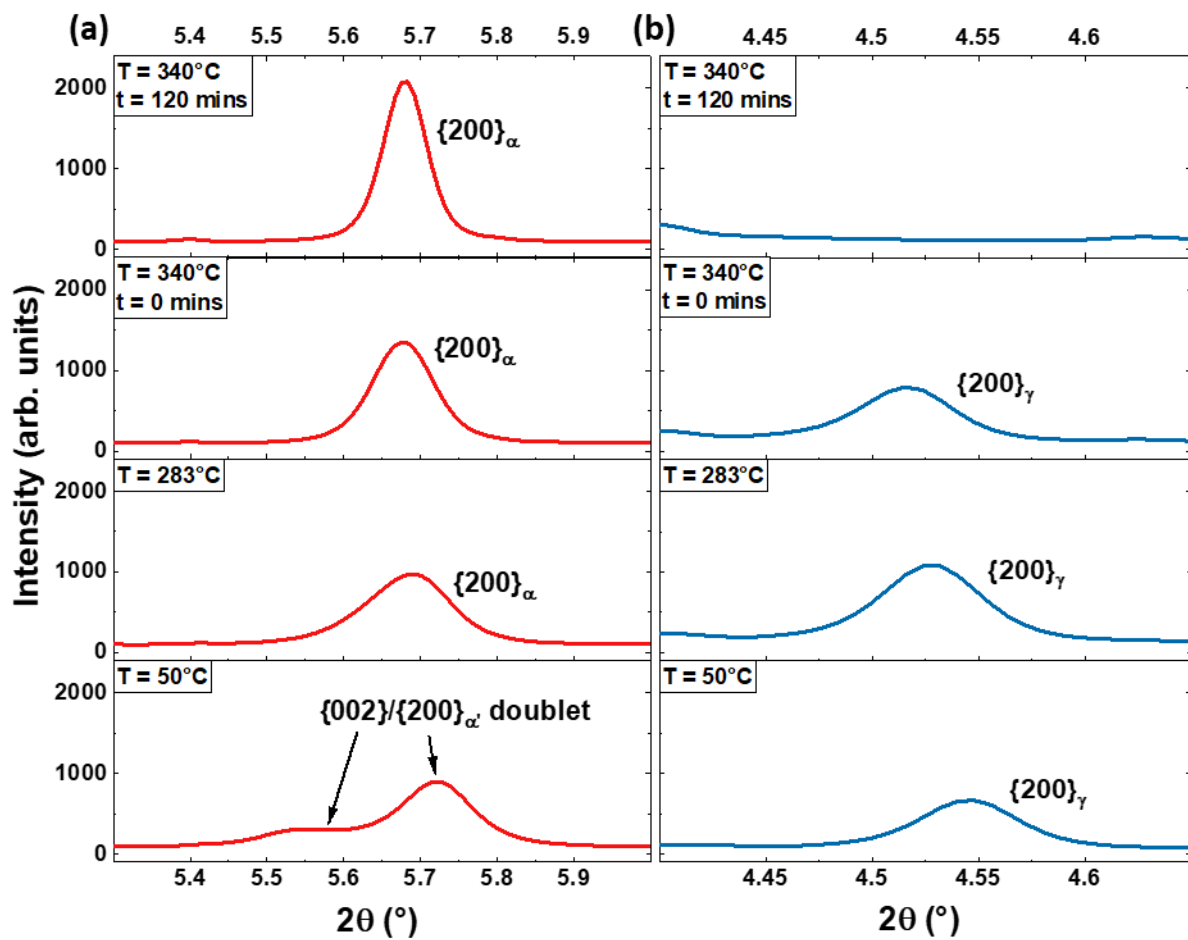 (a)
5.4 5.5 5.6 5.7 5.8 5.9
(b)
4.45 4.5 4.55 4.6
Intensity (arb. units)
T = 340°C
t = 120 mins
2000
1000
0
{200}α
T = 340°C
t = 120 mins
T = 340°C
t = 0 mins
2000
1000
0
{200}α
T = 340°C
t = 0 mins
{200}γ
T = 283°C
2000
1000
0
{200}α
T = 283°C
{200}γ
T = 50°C
2000
1000
0
{002}/{200}α' doublet
T = 50°C
{200}γ
5.4 5.5 5.6 5.7 5.8 5.9
4.45 4.5 4.55 4.6
2θ (°)
2θ (°)